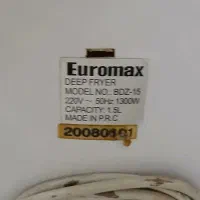 Euromax
DEEP FRYER
MODEL NO.: BDZ-15
220V ~ 50Hz 1300W
CAPACITY: 1.5L
MADE IN P.R.C
20080101